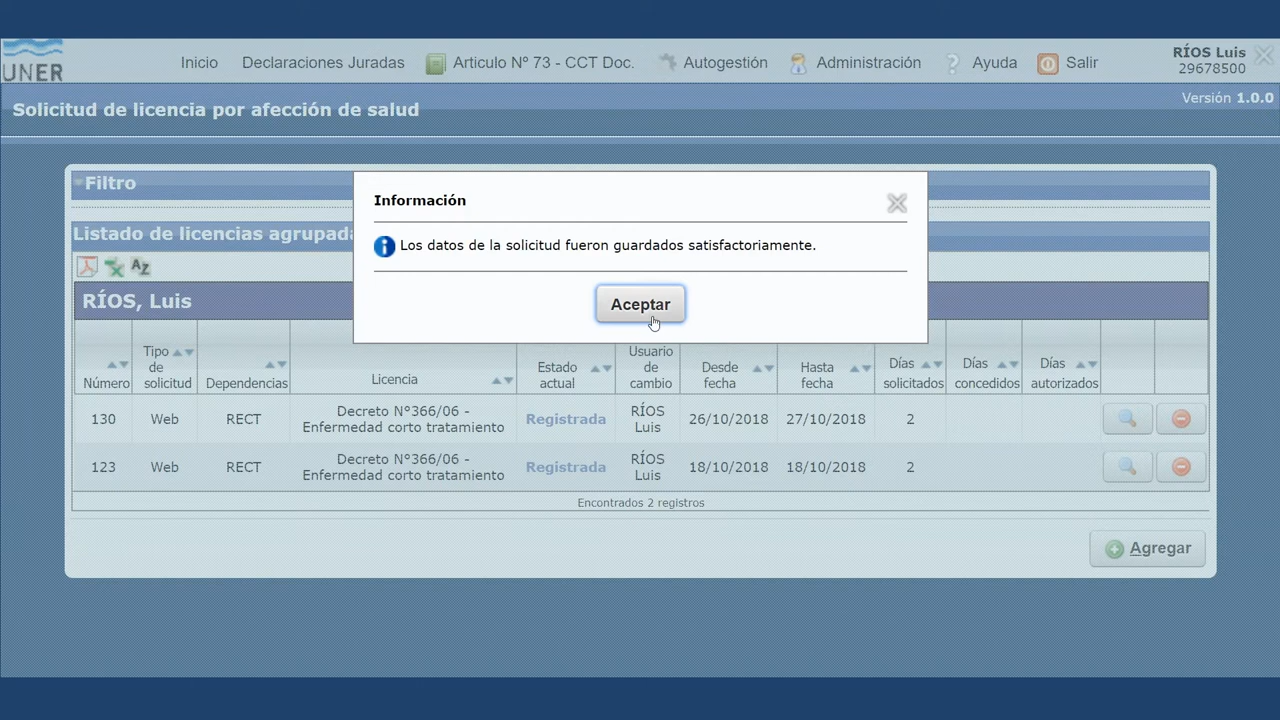 UNER
Inicio
Declaraciones Juradas
Articulo Nº 73 - CCT Doc.
Autogestión
Administración
Ayuda
Salir
RÍOS Luis
29678500
Solicitud de licencia por afección de salud
Versión 1.0.0
Filtro
Listado de licencias agrupada
Información
Los datos de la solicitud fueron guardados satisfactoriamente.
Aceptar
RÍOS, Luis
Número
Tipo
de
solicitud
Dependencias
Licencia
Estado
actual
Usuario
de
cambio
Desde
fecha
Hasta
fecha
Días
solicitados
Días
concedidos
Días
autorizados
130
Web
RECT
Decreto N°366/06 -
Enfermedad corto tratamiento
Registrada
RÍOS
Luis
26/10/2018
27/10/2018
2
123
Web
RECT
Decreto N°366/06 -
Enfermedad corto tratamiento
Registrada
RÍOS
Luis
18/10/2018
18/10/2018
2
Encontrados 2 registros
Agregar